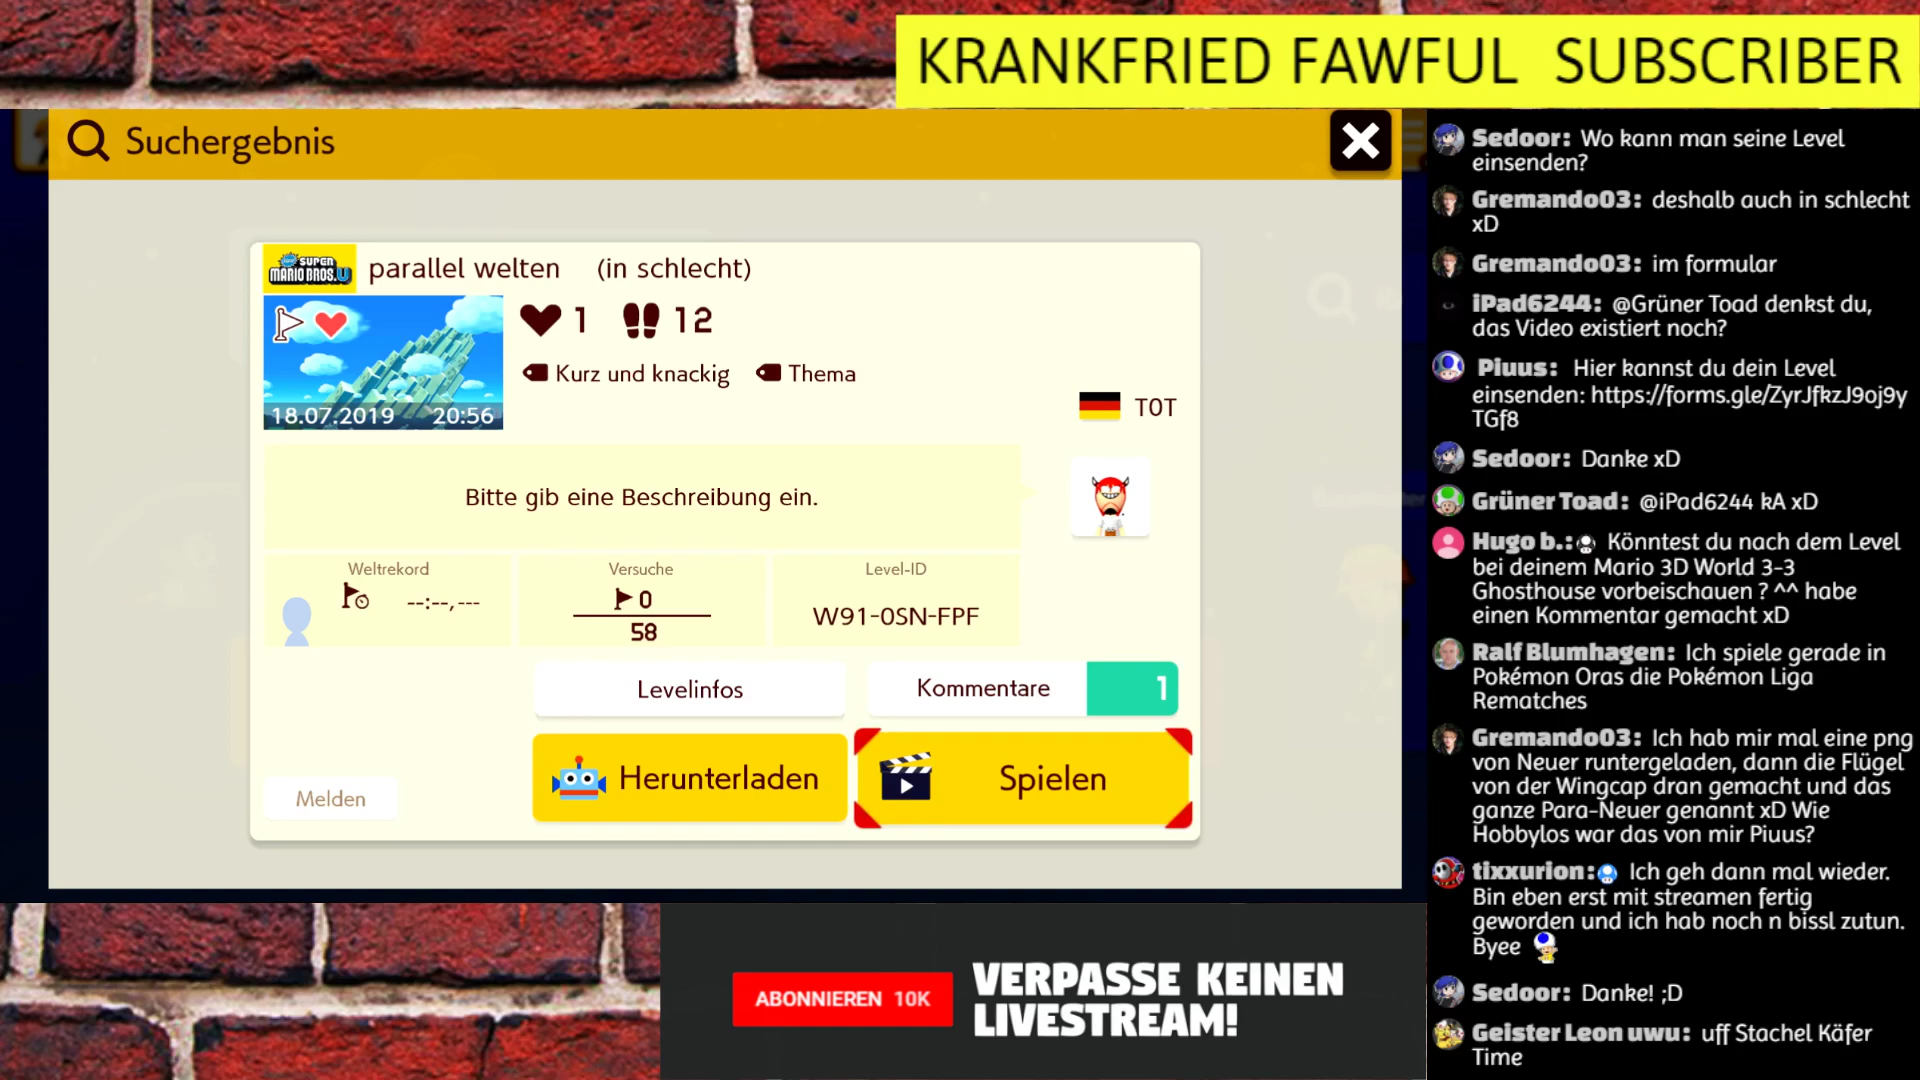 KRANKFRIED FAWFUL SUBSCRIBER
Suchergebnis
SUPER
MARIO BROS. U
parallel welten (in schlecht)
1 12
Kurz und knackig Thema
18.07.2019 20:56
TOT
Bitte gib eine Beschreibung ein.
Weltrekord
--:--,---
Versuche
0
58
Level-ID
W91-0SN-FPF
Levelinfos
Kommentare 1
Melden
Herunterladen
Spielen
ABONNIEREN 10K
VERPASSE KEINEN
LIVESTREAM!
Sedoor: Wo kann man seine Level
einsenden?
Gremando03: deshalb auch in schlecht
xD
Gremando03: im formular
iPad6244: @Grüner Toad denkst du,
das Video existiert noch?
Piuus: Hier kannst du dein Level
einsenden: https://forms.gle/ZyrJfkzJ9oj9y
TGf8
Sedoor: Danke xD
Grüner Toad: @iPad6244 kA xD
Hugo b.: Könntest du nach dem Level
bei deinem Mario 3D World 3-3
Ghosthouse vorbeischauen ? ^^ habe
einen Kommentar gemacht xD
Ralf Blumhagen: Ich spiele gerade in
Pokémon Oras die Pokémon Liga
Rematches
Gremando03: Ich hab mir mal eine png
von Neuer runtergeladen, dann die Flügel
von der Wingcap dran gemacht und das
ganze Para-Neuer genannt xD Wie
Hobbylos war das von mir Piuus?
tixxurion: Ich geh dann mal wieder.
Bin eben erst mit streamen fertig
geworden und ich hab noch n bissl zutun.
Byee
Sedoor: Danke! ;D
Geister Leon uwu: uff Stachel Käfer
Time